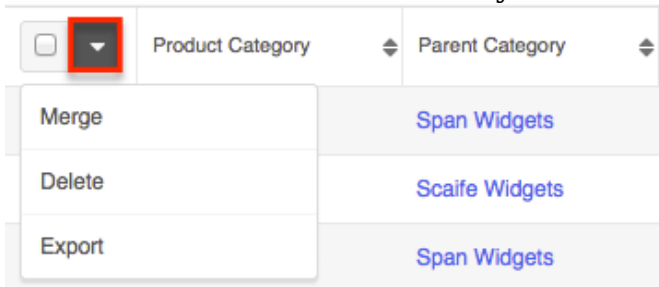 Product Category Parent Category
Merge Span Widgets
Delete Scaife Widgets
Export Span Widgets